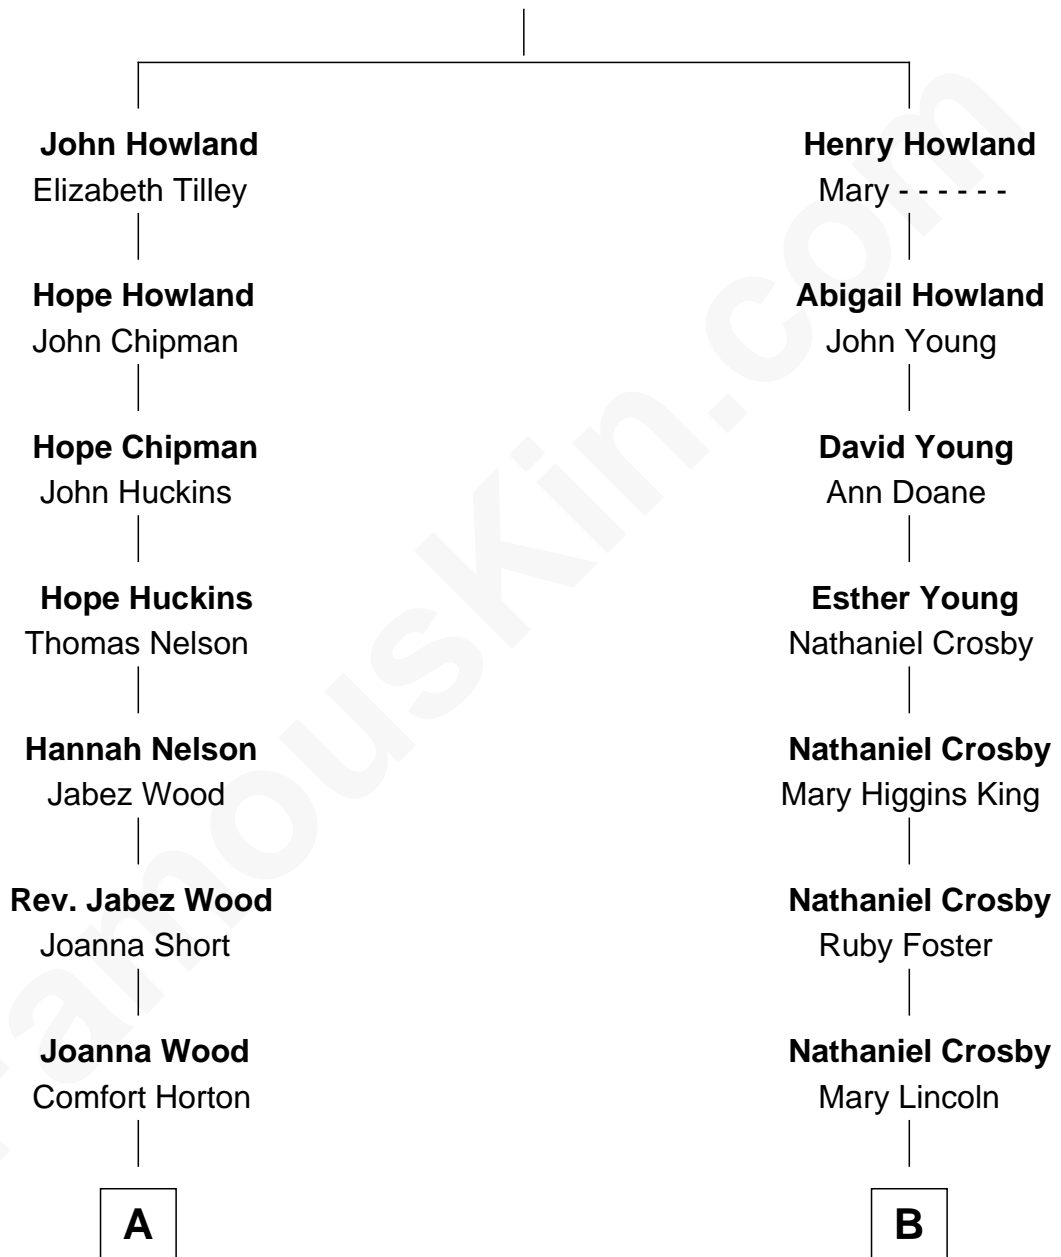 John Howland
Elizabeth Tilley
Hope Howland
John Chipman
Hope Chipman
John Huckins
Hope Huckins
Thomas Nelson
Hannah Nelson
Jabez Wood
Rev. Jabez Wood
Joanna Short
Joanna Wood
Comfort Horton
A
Henry Howland
Mary - - - - - -
Abigail Howland
John Young
David Young
Ann Doane
Esther Young
Nathaniel Crosby
Nathaniel Crosby
Mary Higgins King
Nathaniel Crosby
Ruby Foster
Nathaniel Crosby
Mary Lincoln
B
FamousKin.com